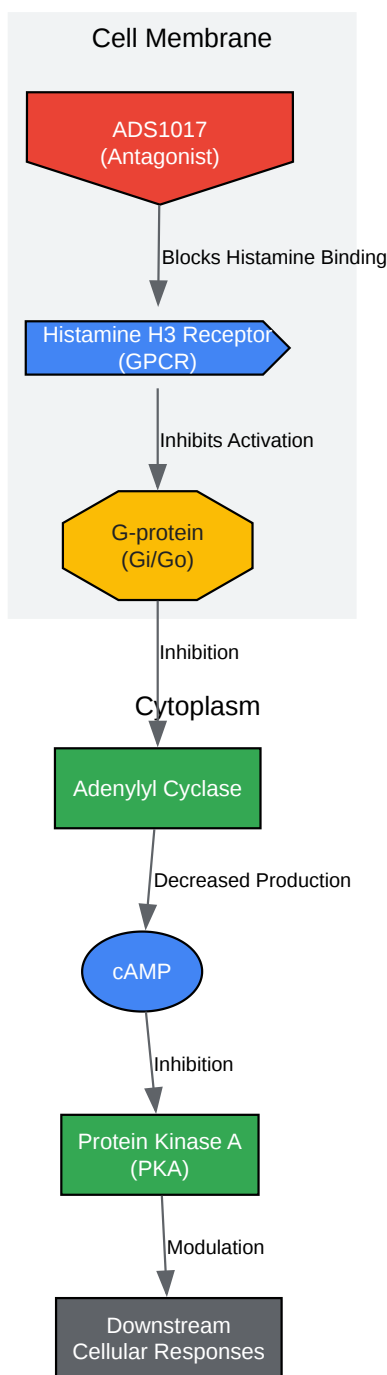 Cell Membrane
ADS1017
(Antagonist)
Blocks Histamine Binding
Histamine H3 Receptor
(GPCR)
Inhibits Activation
G-protein
(Gi/Go)
Inhibition
Cytoplasm
Adenylyl Cyclase
Decreased Production
cAMP
Inhibition
Protein Kinase A
(PKA)
Modulation
Downstream
Cellular Responses